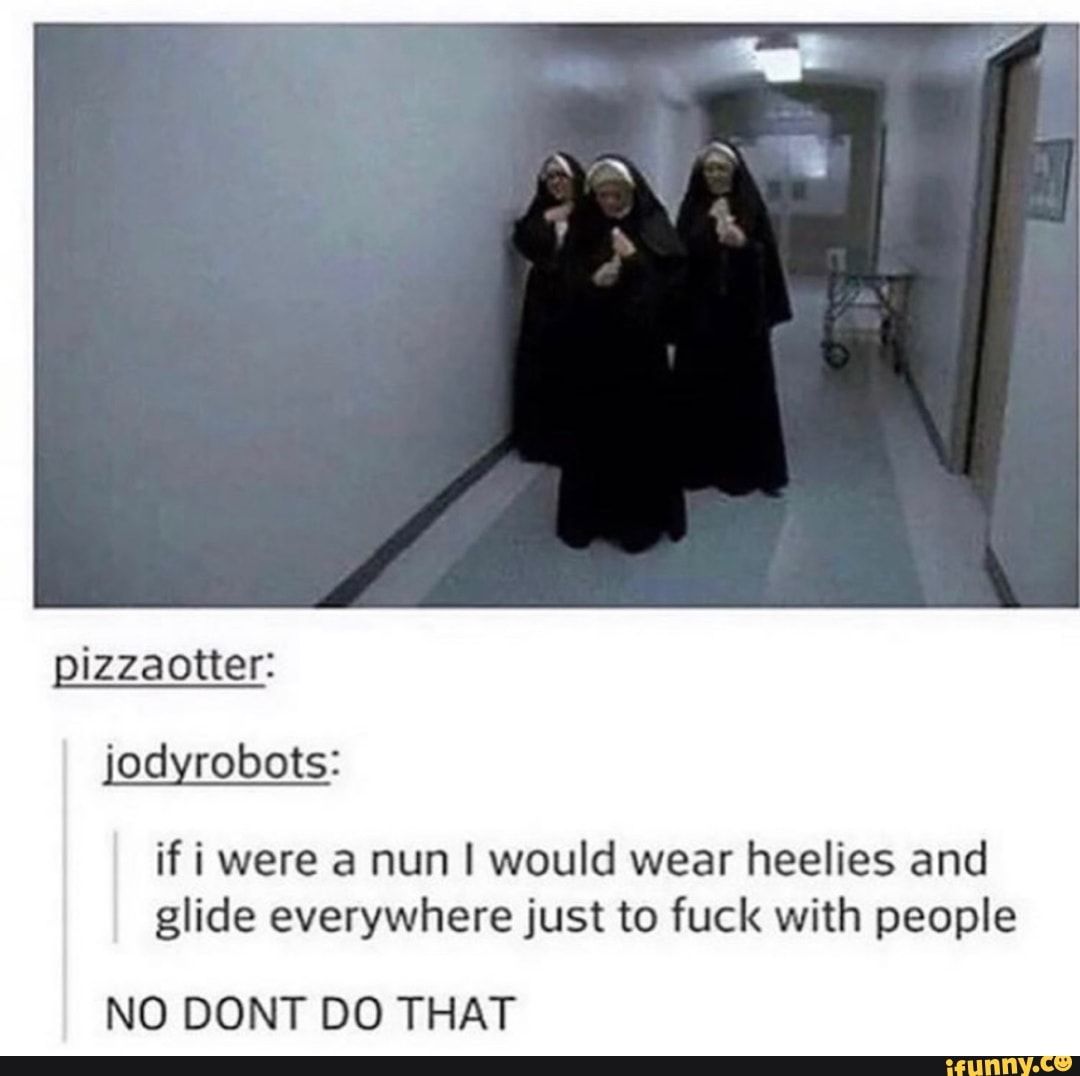 pizzaotter:
jodyrobots:
if i were a nun I would wear heelies and
glide everywhere just to fuck with people
NO DONT DO THAT
ifunny.co